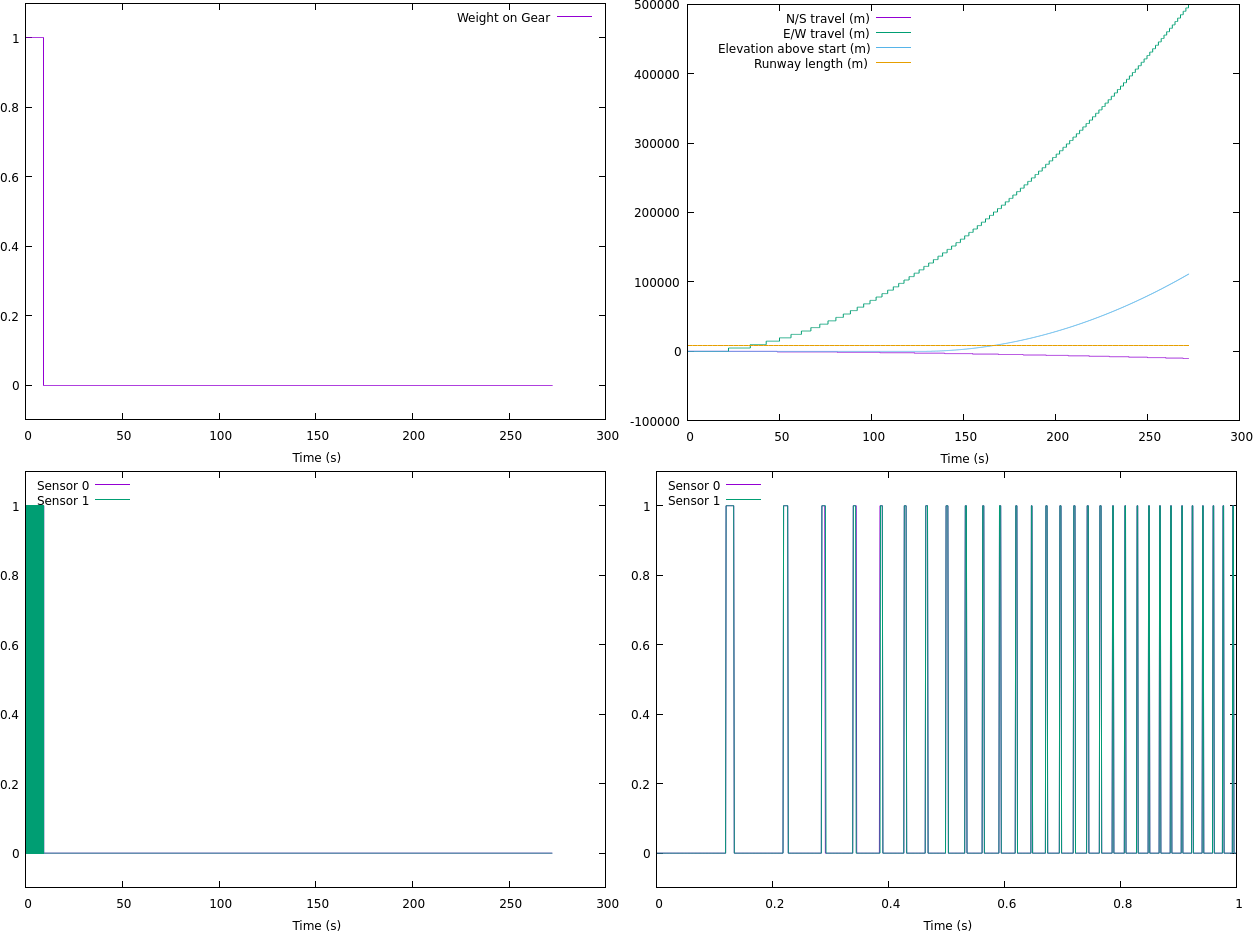 Weight on Gear
1
0.8
0.6
0.4
0.2
0
0 50 100 150 200 250 300
Time (s)
N/S travel (m)
E/W travel (m)
Elevation above start (m)
Runway length (m)
500000
400000
300000
200000
100000
0
-100000
0 50 100 150 200 250 300
Time (s)
Sensor 0
Sensor 1
1
0.8
0.6
0.4
0.2
0
0 50 100 150 200 250 300
Time (s)
Sensor 0
Sensor 1
1
0.8
0.6
0.4
0.2
0
0 0.2 0.4 0.6 0.8 1
Time (s)